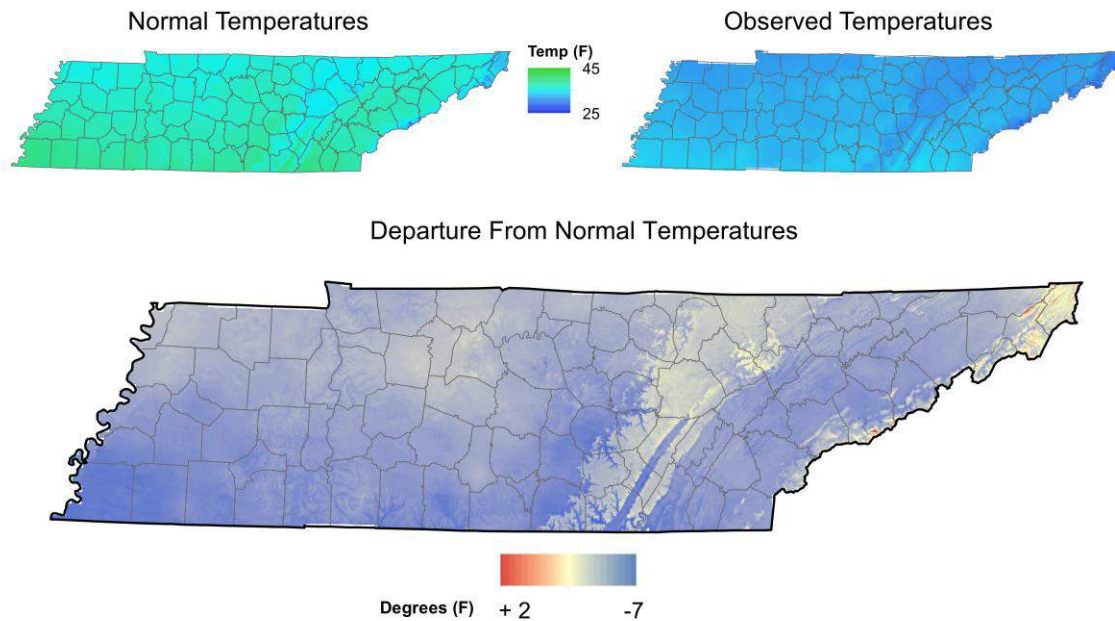 Normal Temperatures
Observed Temperatures
Temp (F)
45
25
Departure From Normal Temperatures
Degrees (F)
+ 2
-7